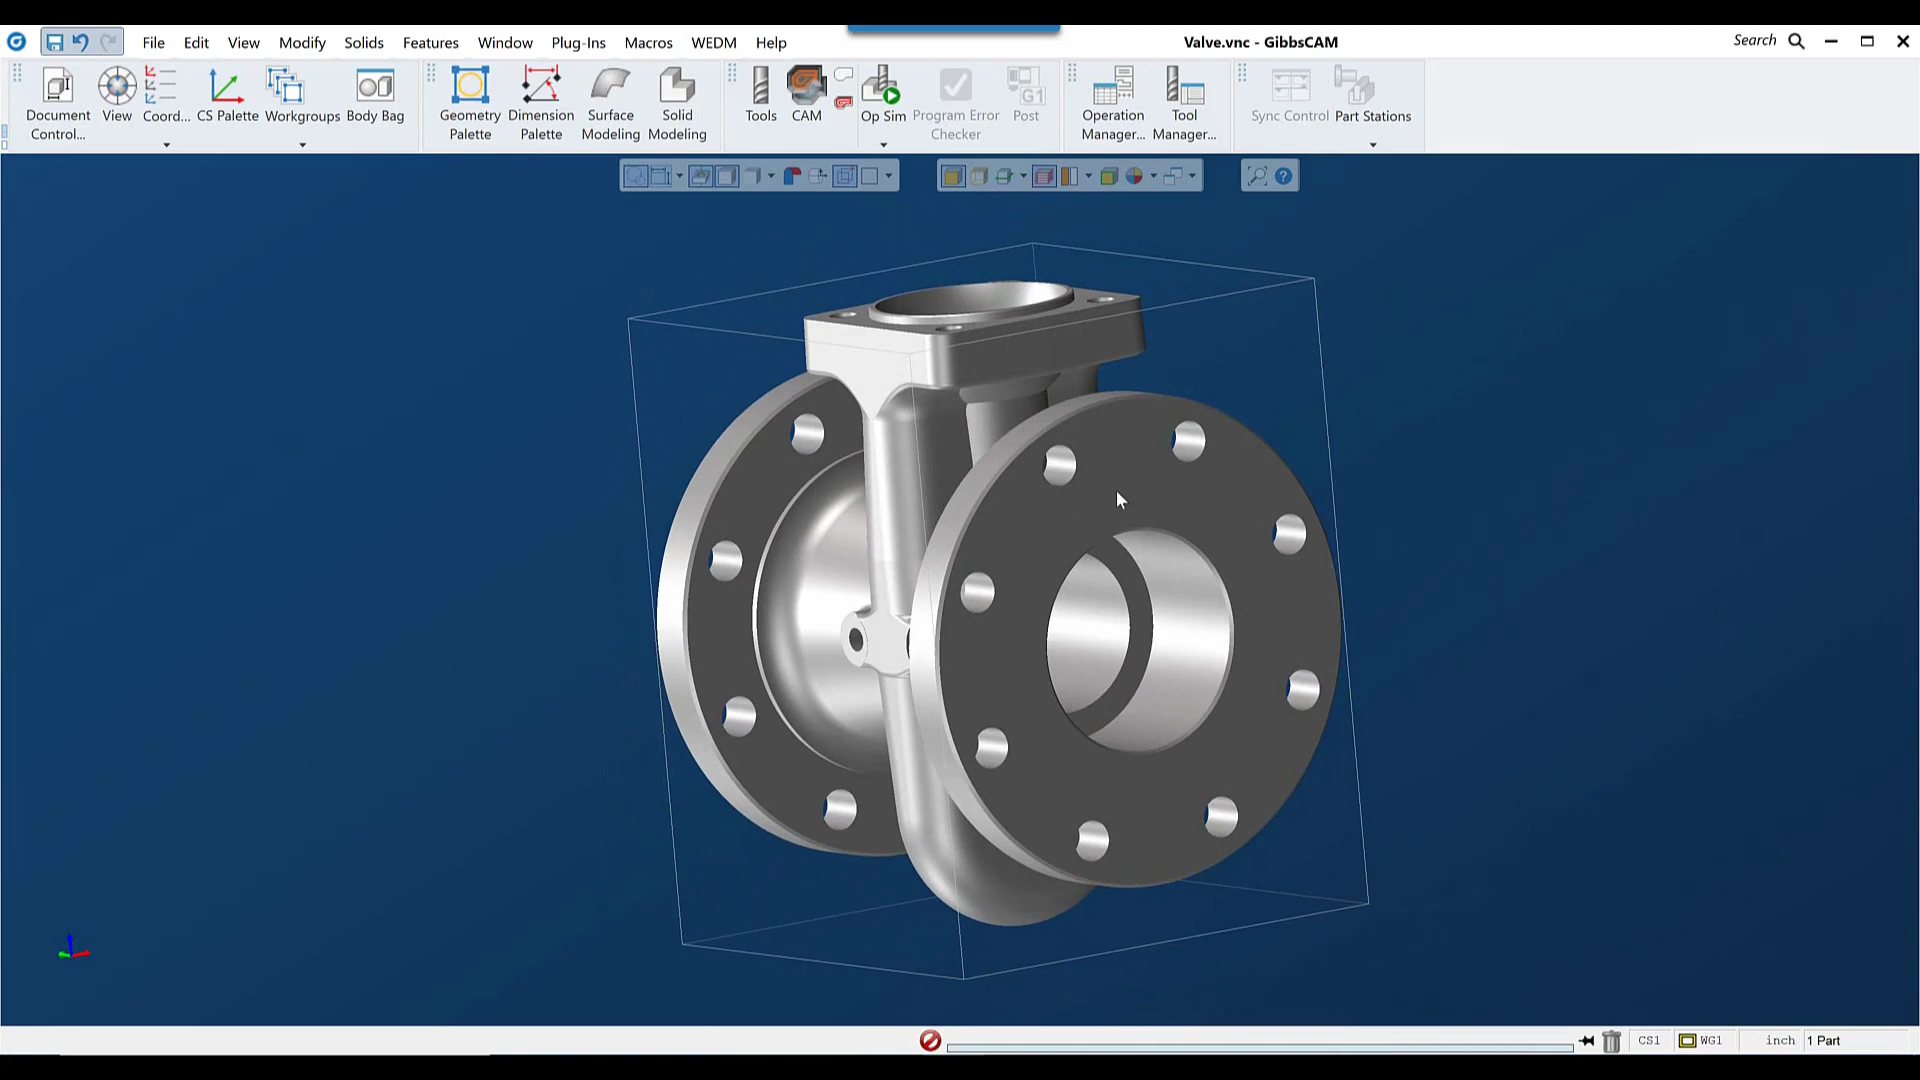 File Edit View Modify Solids Features Window Plug-Ins Macros WEDM Help
Valve.vnc - GibbsCAM
Search
Document Control...
View
Coord...
CS Palette
Workgroups
Body Bag
Geometry Palette
Dimension Palette
Surface Modeling
Solid Modeling
Tools
CAM
Op Sim
Program Error Checker
G1
Post
Operation Manager...
Tool Manager...
Sync Control
Part Stations
?
CS1
WG1
inch
1 Part